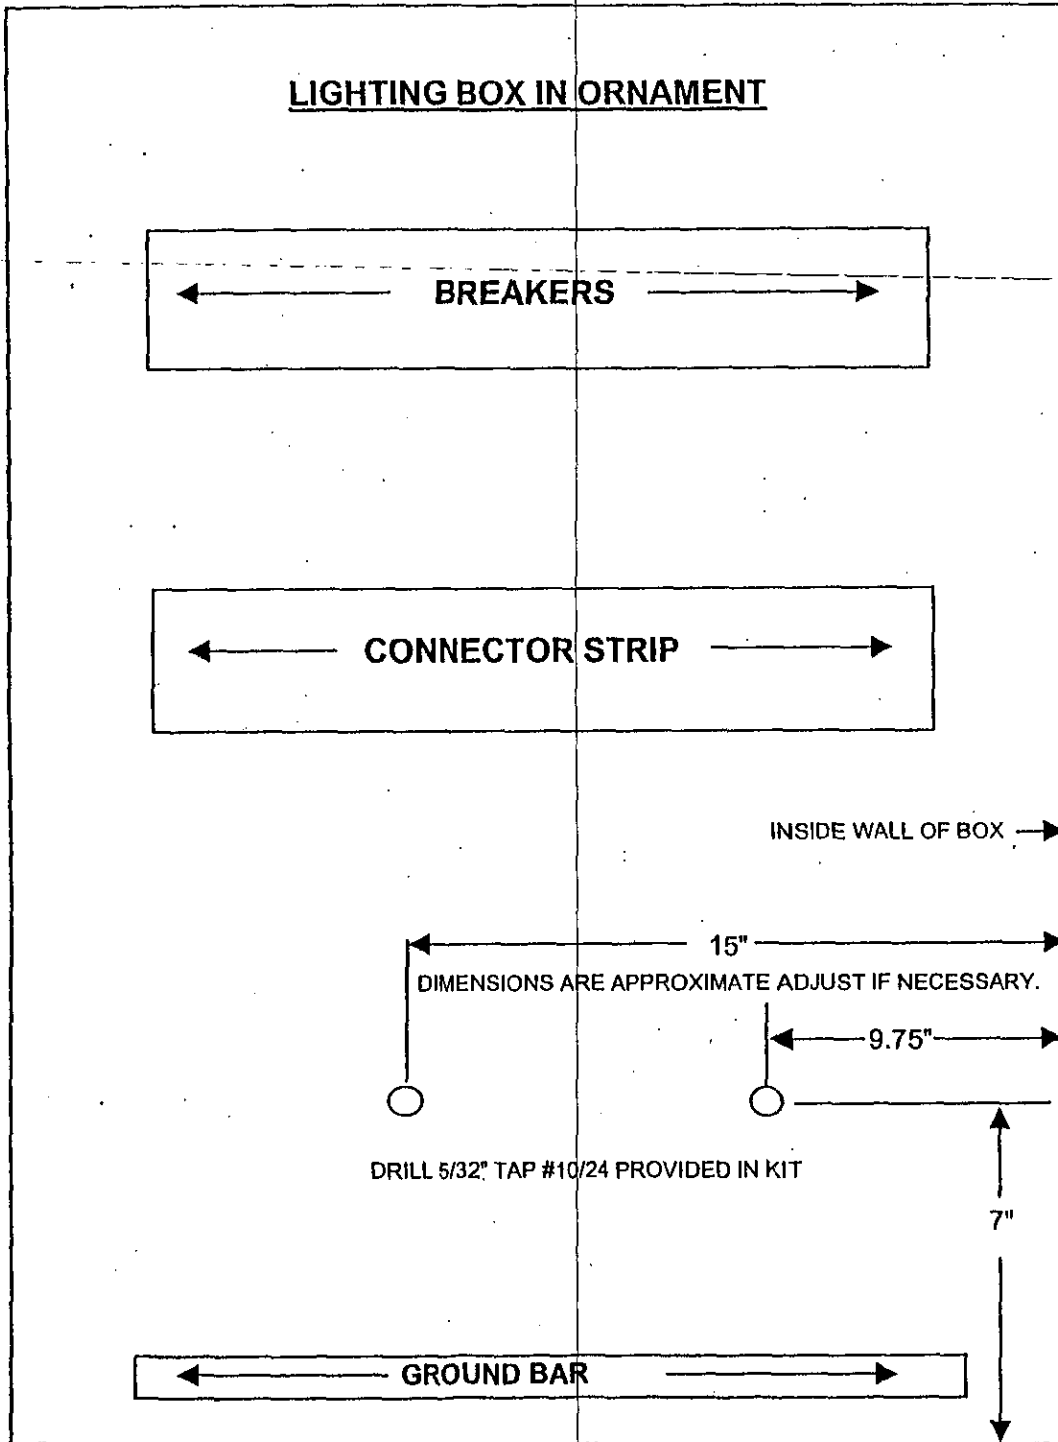 LIGHTING BOX IN ORNAMENT
BREAKERS
CONNECTOR STRIP
INSIDE WALL OF BOX
15"
DIMENSIONS ARE APPROXIMATE ADJUST IF NECESSARY.
9.75"
DRILL 5/32" TAP #10/24 PROVIDED IN KIT
7"
GROUND BAR